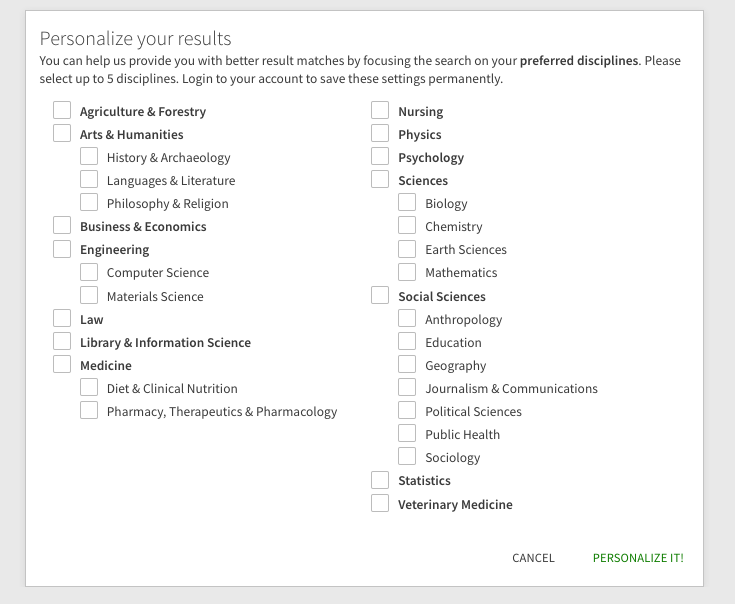 Personalize your results
You can help us provide you with better result matches by focusing the search on your preferred disciplines. Please
select up to 5 disciplines. Login to your account to save these settings permanently.
Agriculture & Forestry
Arts & Humanities
History & Archaeology
Languages & Literature
Philosophy & Religion
Business & Economics
Engineering
Computer Science
Materials Science
Law
Library & Information Science
Medicine
Diet & Clinical Nutrition
Pharmacy, Therapeutics & Pharmacology
Nursing
Physics
Psychology
Sciences
Biology
Chemistry
Earth Sciences
Mathematics
Social Sciences
Anthropology
Education
Geography
Journalism & Communications
Political Sciences
Public Health
Sociology
Statistics
Veterinary Medicine
CANCEL
PERSONALIZE IT!